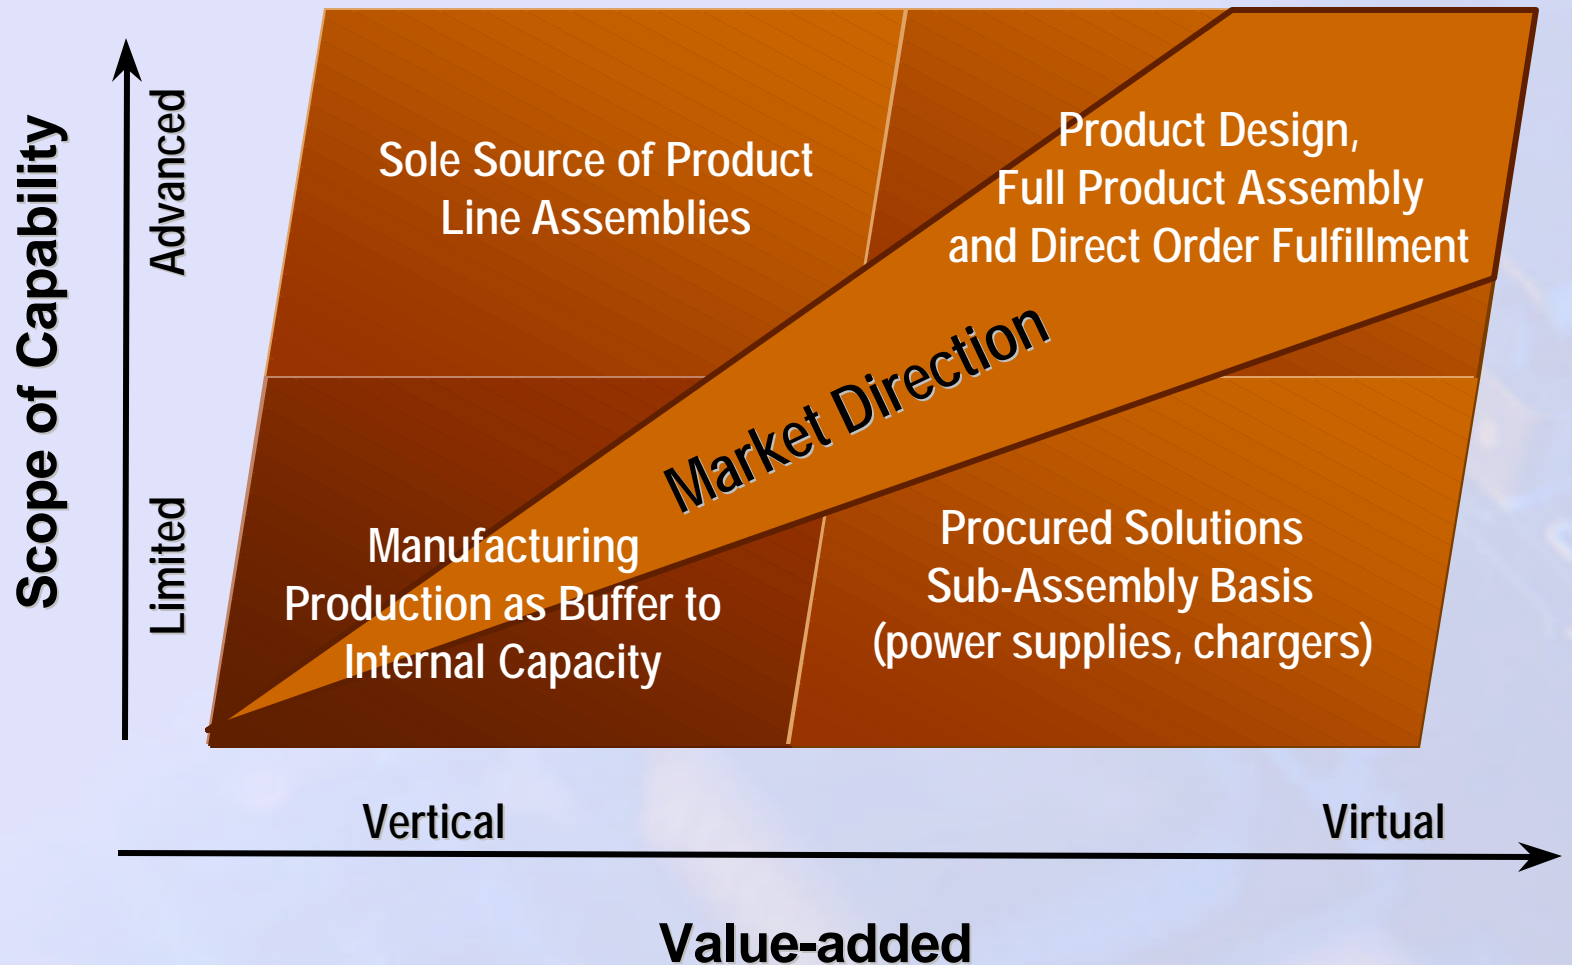 Scope of Capability
Advanced
Limited
Sole Source of Product
Line Assemblies
Product Design,
Full Product Assembly
and Direct Order Fulfillment
Market Direction
Manufacturing
Production as Buffer to
Internal Capacity
Procured Solutions
Sub-Assembly Basis
(power supplies, chargers)
Vertical
Virtual
Value-added